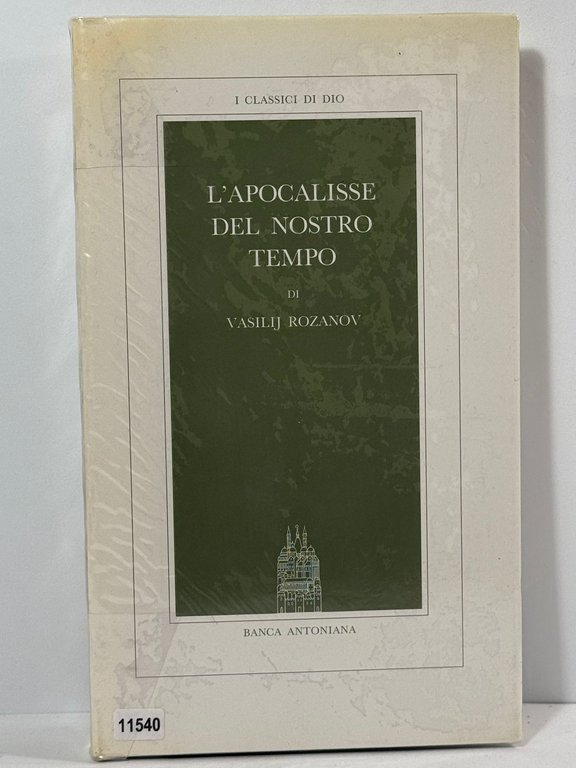 I CLASSICI DI DIO
L'APOCALISSE
DEL NOSTRO
TEMPO
DI
VASILIJ ROZANOV
BANCA ANTONIANA
11540